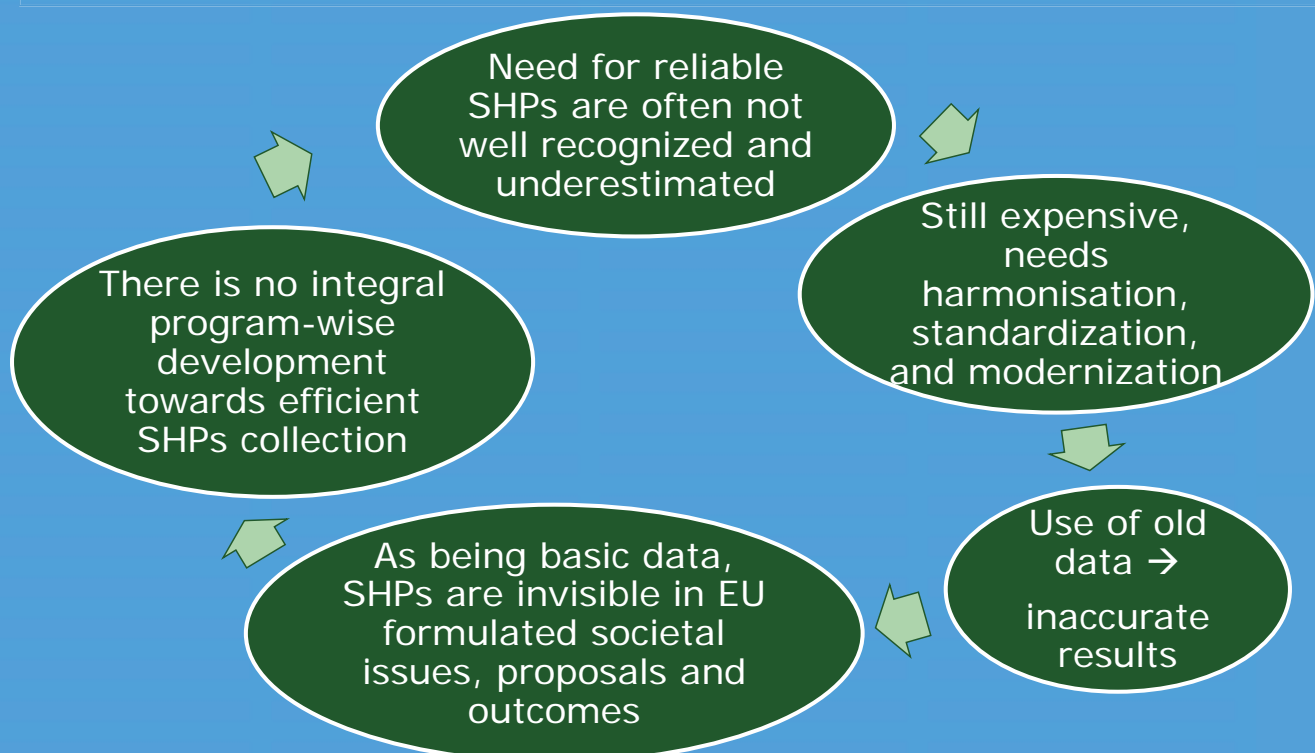 Need for reliable
SHPs are often not
well recognized and
underestimated
Still expensive,
needs
harmonisation,
standardization,
and modernization
Use of old
data →
inaccurate
results
As being basic data,
SHPs are invisible in EU
formulated societal
issues, proposals and
outcomes
There is no integral
program-wise
development
towards efficient
SHPs collection